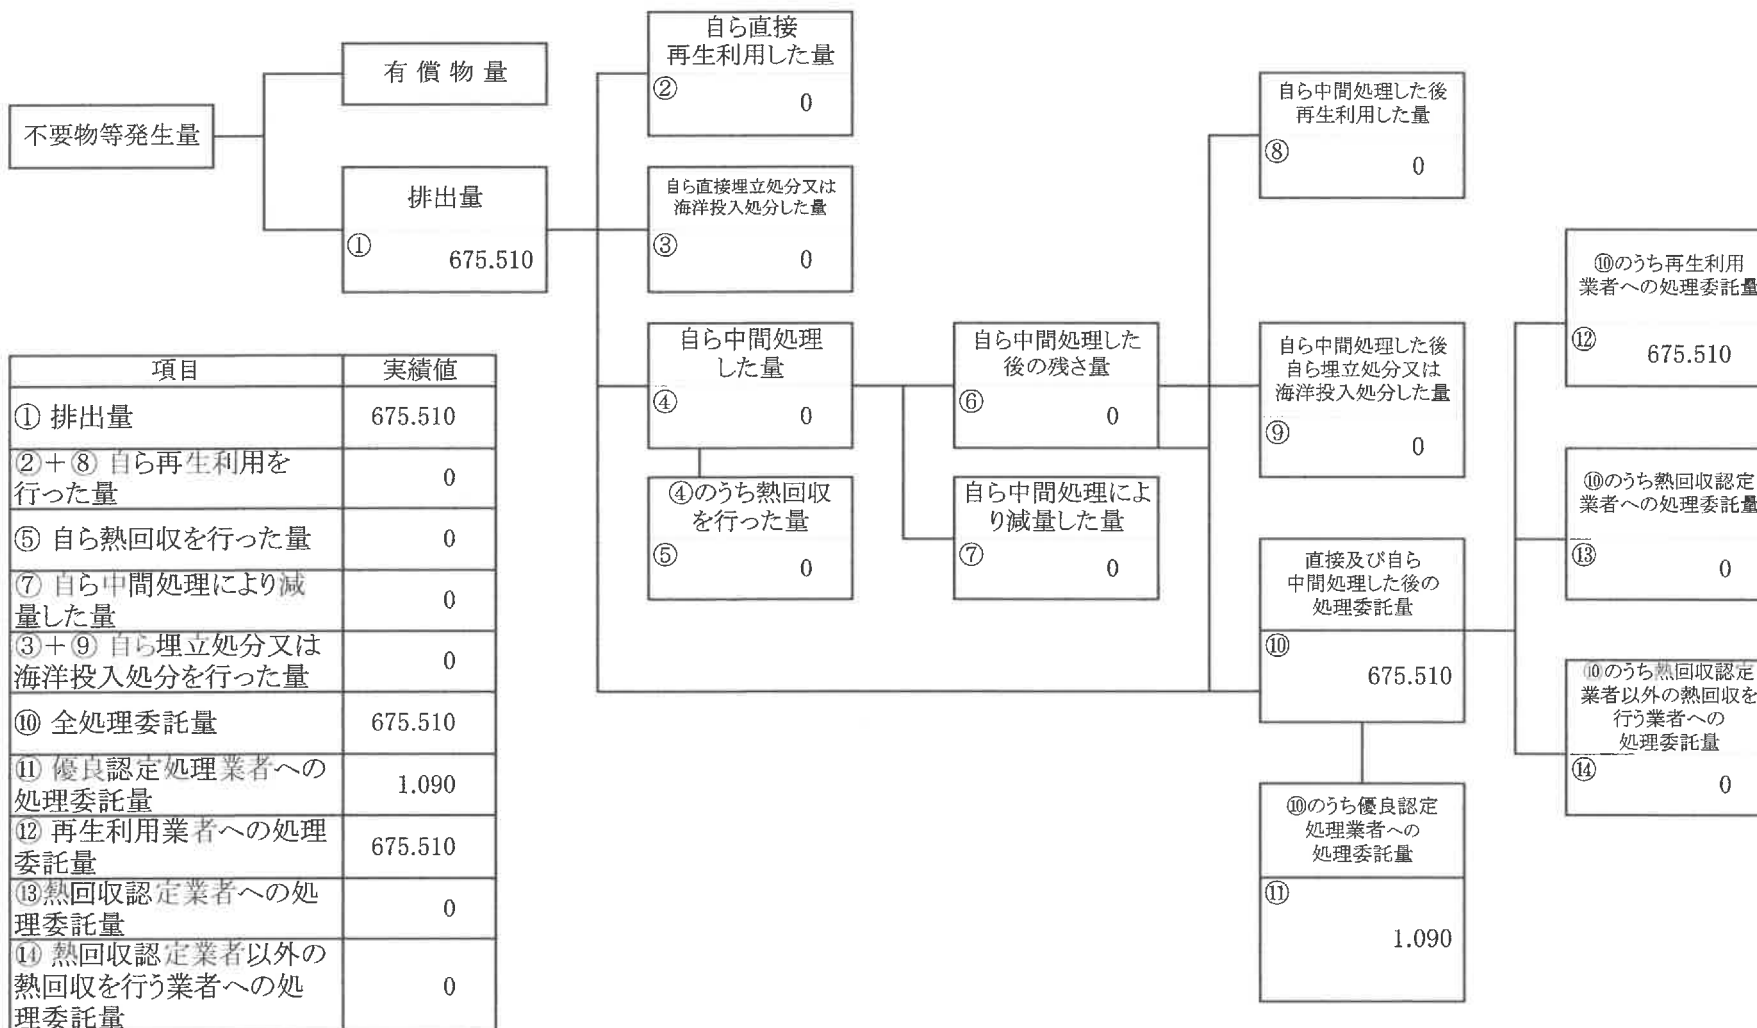 不要物等発生量
有 償 物 量
排出量
①
675.510
自ら直接
再生利用した量
②
0
自ら直接埋立処分又は
海洋投入処分した量
③
0
自ら中間処理
した量
④
0
④のうち熱回収
を行った量
⑤
0
自ら中間処理した
後の残さ量
⑥
0
自ら中間処理によ
り減量した量
⑦
0
自ら中間処理した後
再生利用した量
⑧
0
自ら中間処理した後
自ら埋立処分又は
海洋投入処分した量
⑨
0
直接及び自ら
中間処理した後の
処理委託量
⑩
675.510
⑩のうち優良認定
処理業者への
処理委託量
⑪
1.090
⑩のうち再生利用
業者への処理委託量
⑫
675.510
⑩のうち熱回収認定
業者への処理委託量
⑬
0
⑩のうち熱回収認定
業者以外の熱回収を
行う業者への
処理委託量
⑭
0
項目 実績値
① 排出量 675.510
②＋⑧ 自ら再生利用を
行った量 0
⑤ 自ら熱回収を行った量 0
⑦ 自ら中間処理により減
量した量 0
③＋⑨ 自ら埋立処分又は
海洋投入処分を行った量 0
⑩ 全処理委託量 675.510
⑪ 優良認定処理業者への
処理委託量 1.090
⑫ 再生利用業者への処理
委託量 675.510
⑬熱回収認定業者への処
理委託量 0
⑭ 熱回収認定業者以外の
熱回収を行う業者への処
理委託量 0